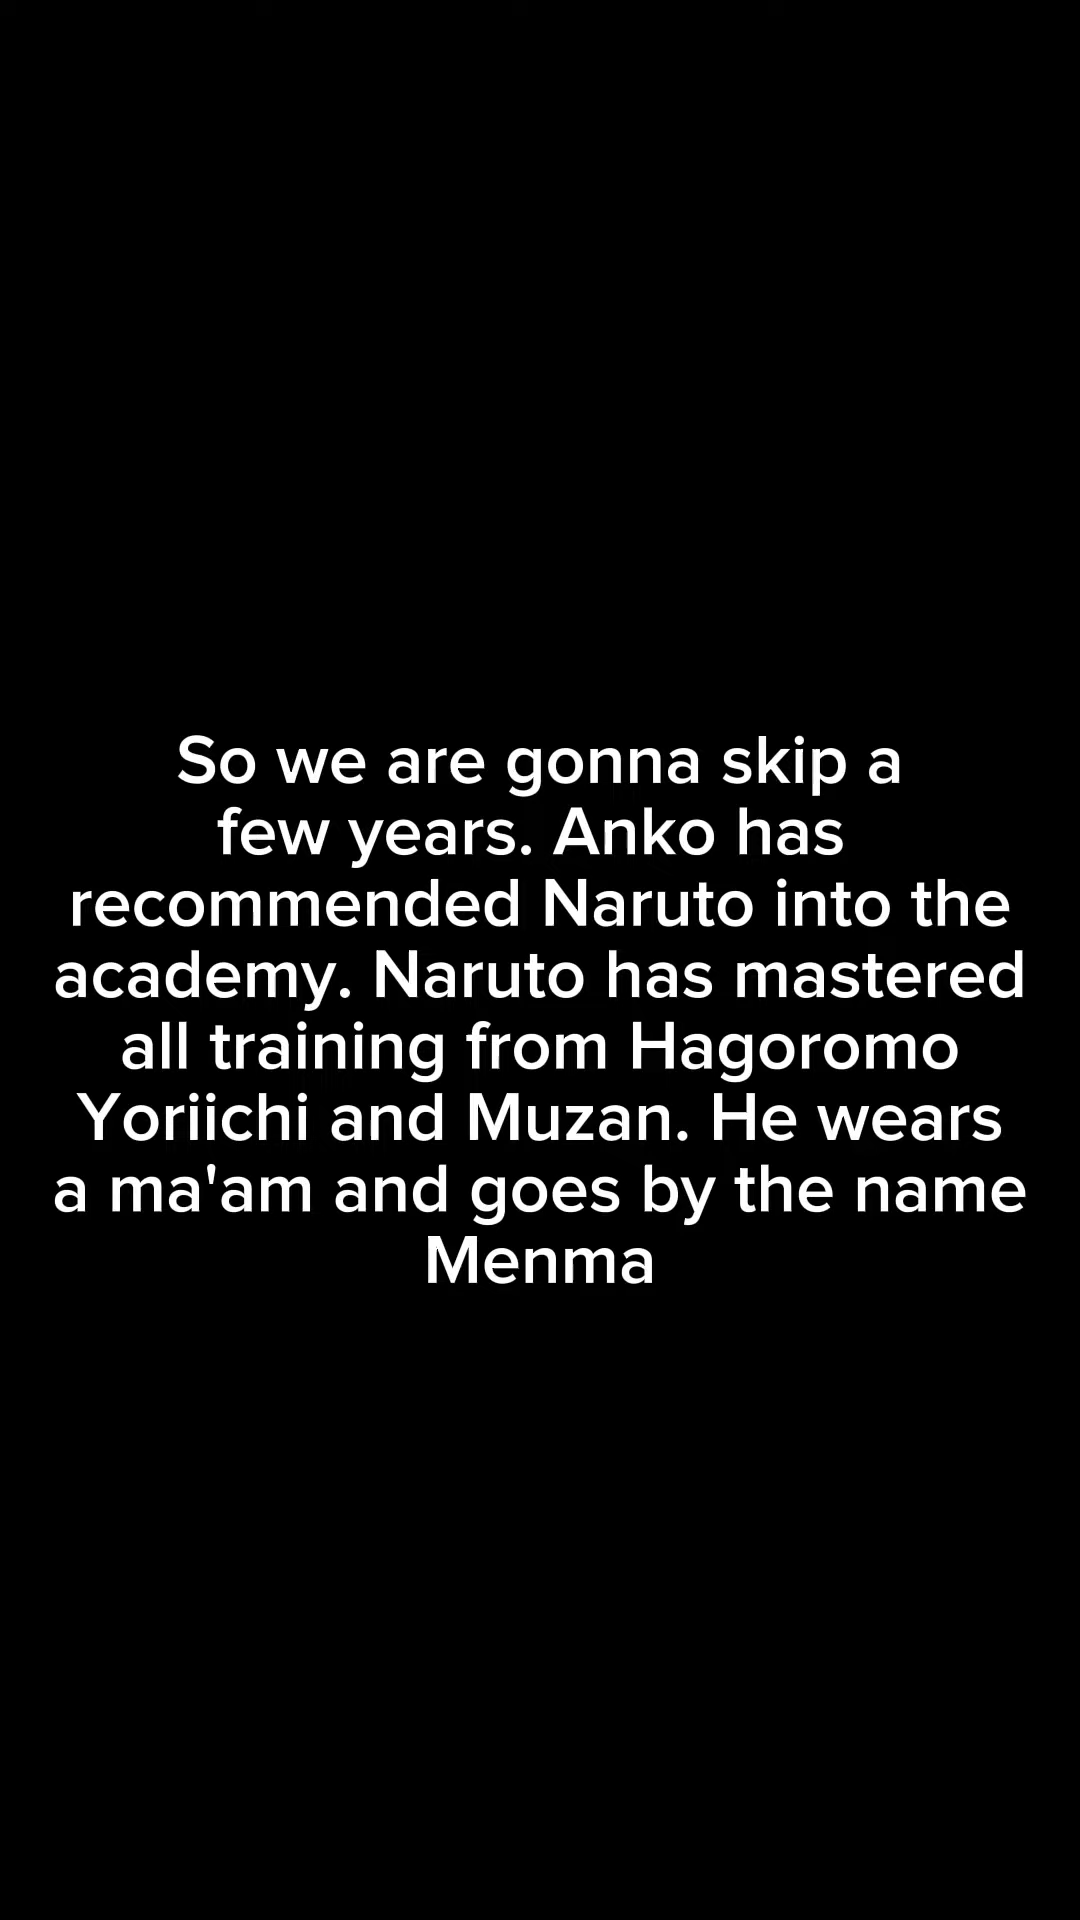 So we are gonna skip a
few years. Anko has
recommended Naruto into the
academy. Naruto has mastered
all training from Hagoromo
Yoriichi and Muzan. He wears
a ma'am and goes by the name
Menma